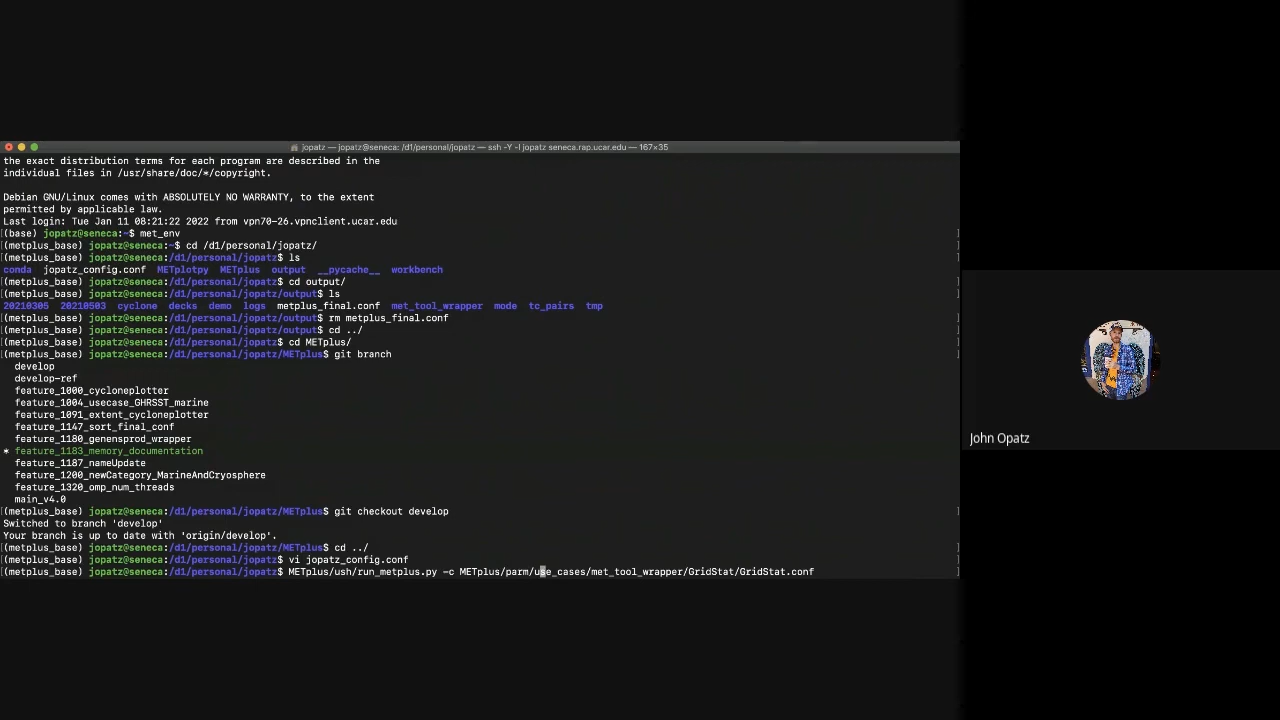 jopatz — jopatz@seneca: /d1/personal/jopatz — ssh -Y -l jopatz seneca.rap.ucar.edu — 167×35
the exact distribution terms for each program are described in the
individual files in /usr/share/doc/*/copyright.
Debian GNU/Linux comes with ABSOLUTELY NO WARRANTY, to the extent
permitted by applicable law.
Last login: Tue Jan 11 08:21:22 2022 from vpn70-26.vpnclient.ucar.edu
[(base) jopatz@seneca:~$ met_env ]
[(metplus_base) jopatz@seneca:~$ cd /d1/personal/jopatz/ ]
[(metplus_base) jopatz@seneca:/d1/personal/jopatz$ ls ]
conda jopatz_config.conf METplotpy METplus output __pycache__ workbench
[(metplus_base) jopatz@seneca:/d1/personal/jopatz$ cd output/ ]
[(metplus_base) jopatz@seneca:/d1/personal/jopatz/output$ ls ]
20210305 20210503 cyclone decks demo logs metplus_final.conf met_tool_wrapper mode tc_pairs tmp
[(metplus_base) jopatz@seneca:/d1/personal/jopatz/output$ rm metplus_final.conf ]
[(metplus_base) jopatz@seneca:/d1/personal/jopatz/output$ cd ../ ]
[(metplus_base) jopatz@seneca:/d1/personal/jopatz$ cd METplus/ ]
[(metplus_base) jopatz@seneca:/d1/personal/jopatz/METplus$ git branch ]
develop
develop-ref
feature_1000_cycloneplotter
feature_1004_usecase_GHRSST_marine
feature_1091_extent_cycloneplotter
feature_1147_sort_final_conf
feature_1180_genensprod_wrapper
* feature_1183_memory_documentation
feature_1187_nameUpdate
feature_1200_newCategory_MarineAndCryosphere
feature_1320_omp_num_threads
main_v4.0
[(metplus_base) jopatz@seneca:/d1/personal/jopatz/METplus$ git checkout develop ]
Switched to branch 'develop'
Your branch is up to date with 'origin/develop'.
[(metplus_base) jopatz@seneca:/d1/personal/jopatz/METplus$ cd ../ ]
[(metplus_base) jopatz@seneca:/d1/personal/jopatz$ vi jopatz_config.conf ]
[(metplus_base) jopatz@seneca:/d1/personal/jopatz$ METplus/ush/run_metplus.py -c METplus/parm/use_cases/met_tool_wrapper/GridStat/GridStat.conf ]
John Opatz